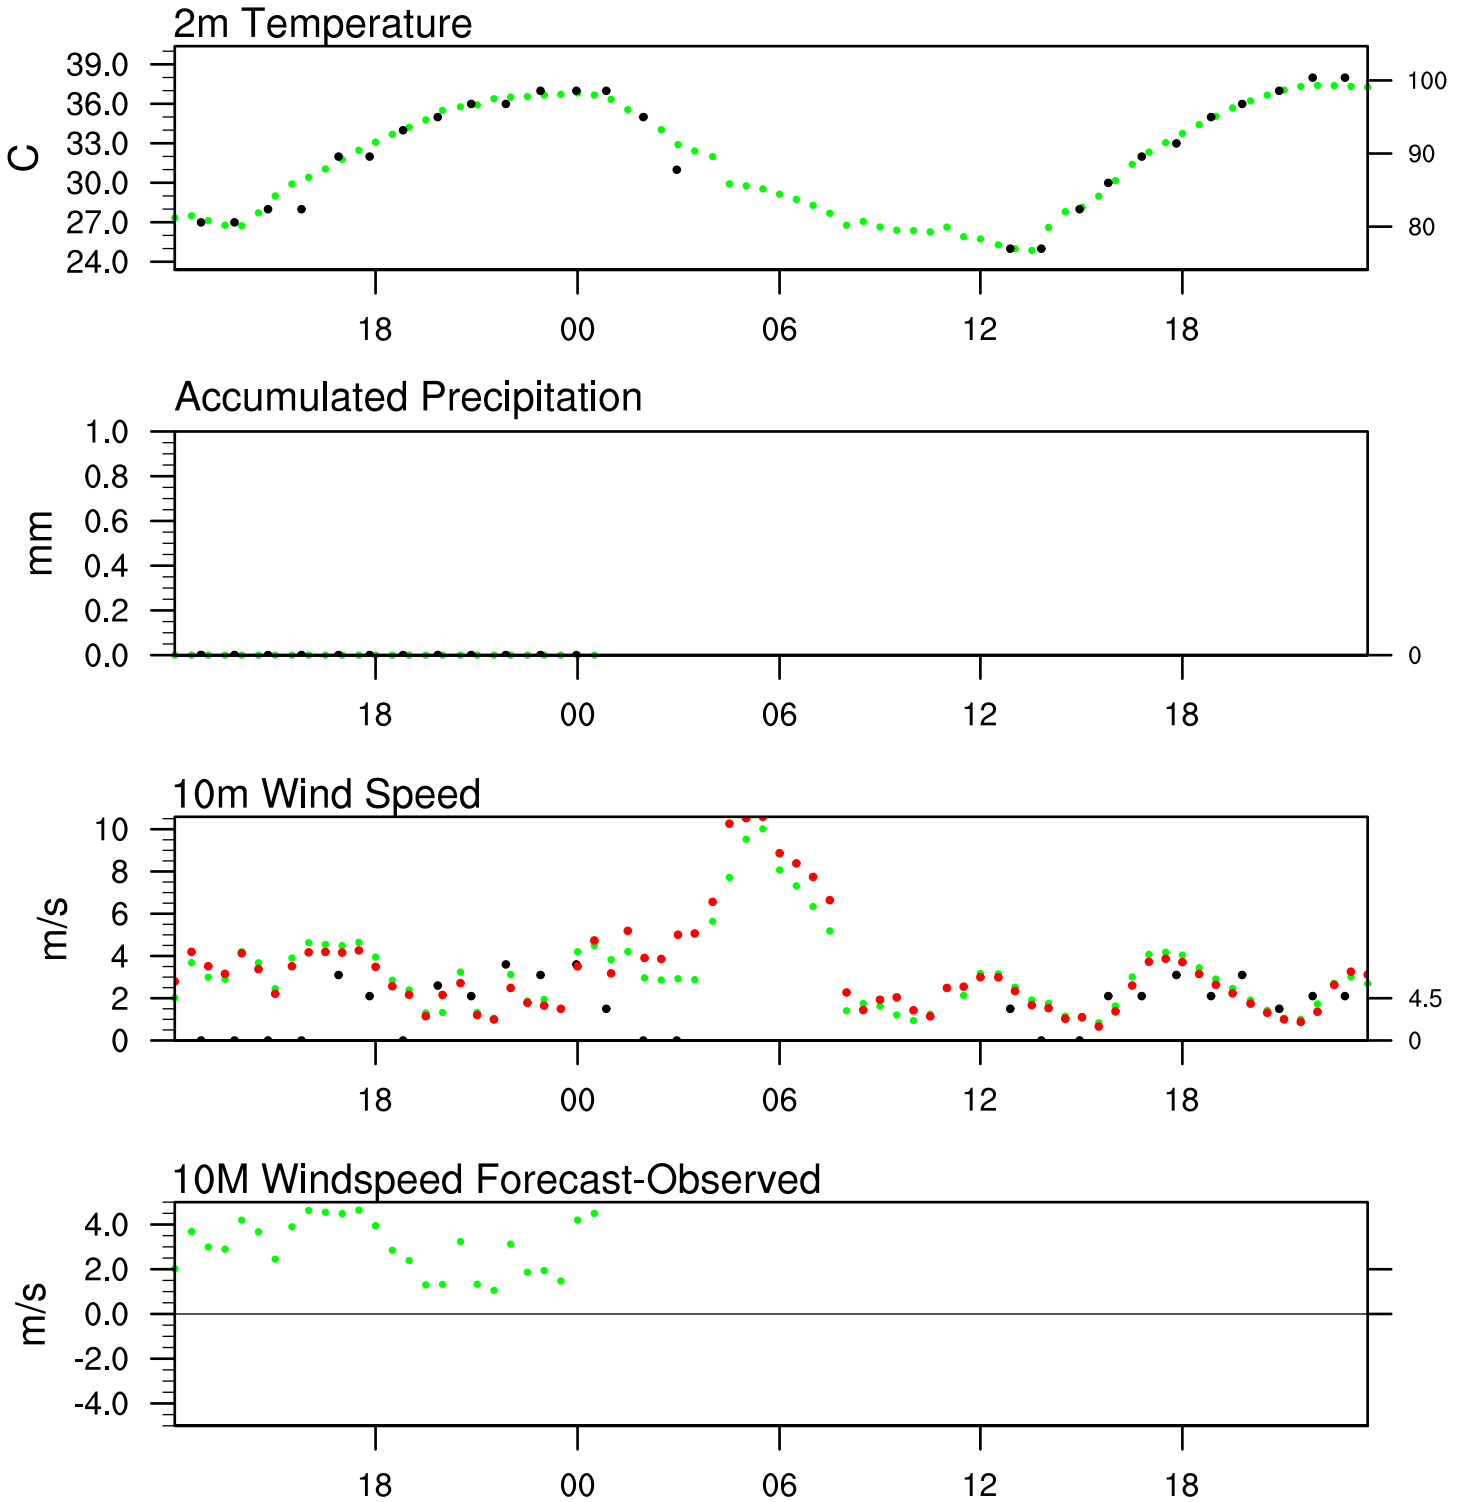 2m Temperature
39.0
36.0
33.0
30.0
27.0
24.0
C
100
90
80
18 00 06 12 18
Accumulated Precipitation
1.0
0.8
0.6
0.4
0.2
0.0
mm
0
18 00 06 12 18
10m Wind Speed
10
8
6
4
2
0
m/s
4.5
0
18 00 06 12 18
10M Windspeed Forecast-Observed
4.0
2.0
0.0
-2.0
-4.0
m/s
18 00 06 12 18